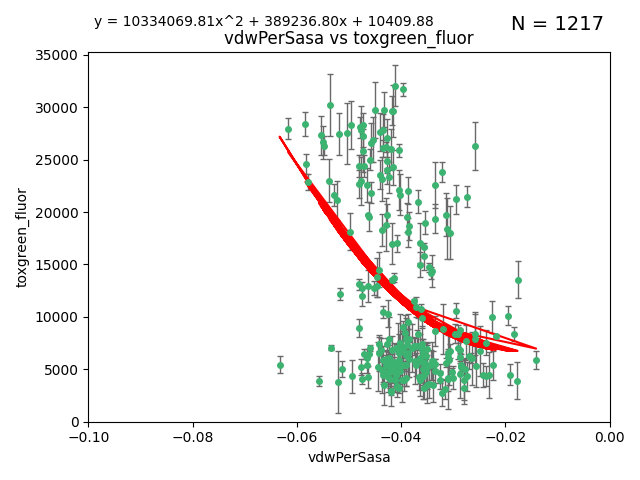 y = 10334069.81x^2 + 389236.80x + 10409.88
N = 1217
vdwPerSasa vs toxgreen_fluor
35000
30000
25000
20000
15000
10000
5000
0
toxgreen_fluor
−0.10
−0.08
−0.06
−0.04
−0.02
0.00
vdwPerSasa